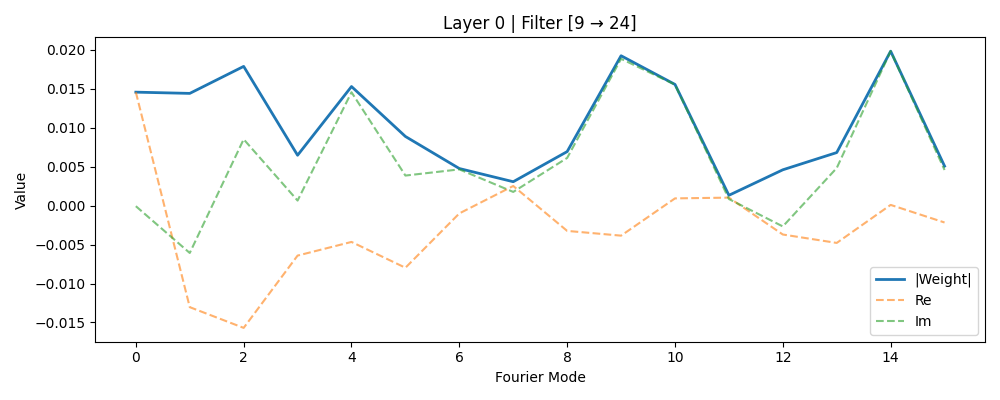 Layer 0 | Filter [9 → 24]
0.020
0.015
0.010
0.005
0.000
−0.005
−0.010
−0.015
Value
0 2 4 6 8 10 12 14
Fourier Mode
|Weight|
Re
Im